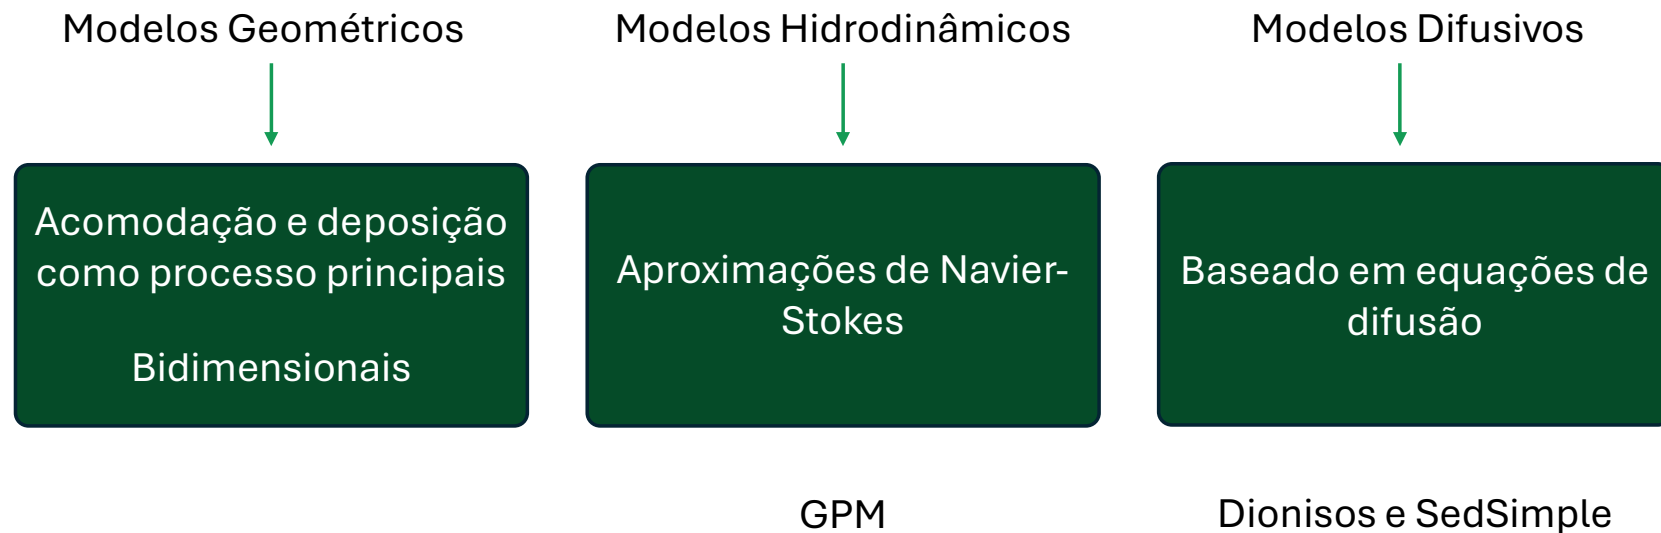 Modelos Geométricos
Acomodação e deposição
como processo principais
Bidimensionais
Modelos Hidrodinâmicos
Aproximações de Navier-
Stokes
GPM
Modelos Difusivos
Baseado em equações de
difusão
Dionisos e SedSimple